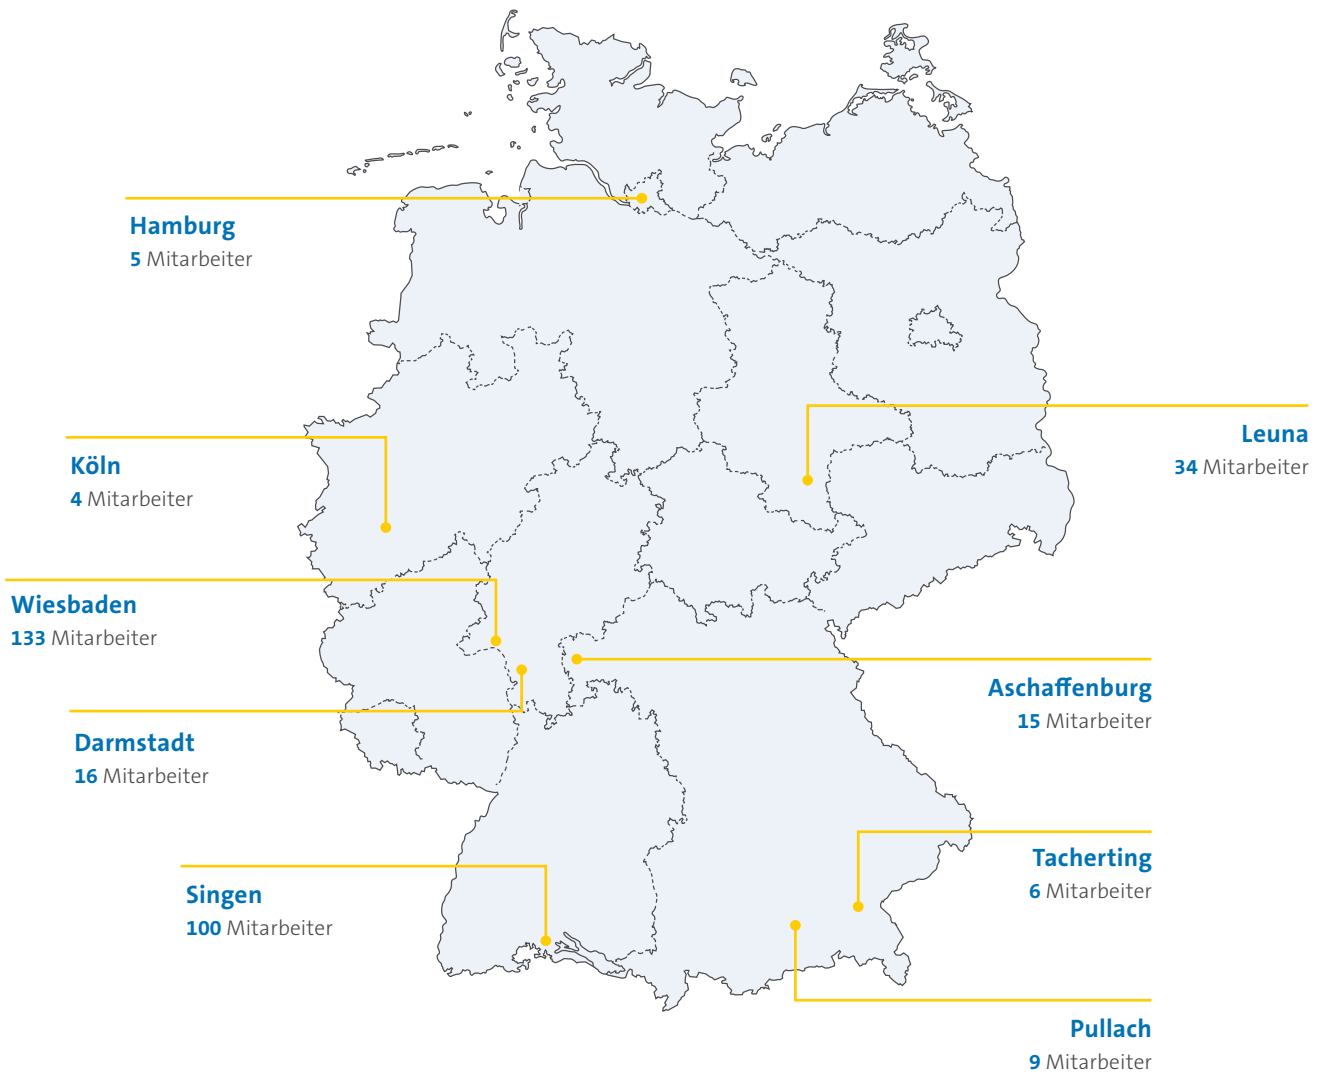 Hamburg
5 Mitarbeiter
Leuna
34 Mitarbeiter
Köln
4 Mitarbeiter
Wiesbaden
133 Mitarbeiter
Aschaffenburg
15 Mitarbeiter
Darmstadt
16 Mitarbeiter
Tacherting
6 Mitarbeiter
Singen
100 Mitarbeiter
Pullach
9 Mitarbeiter